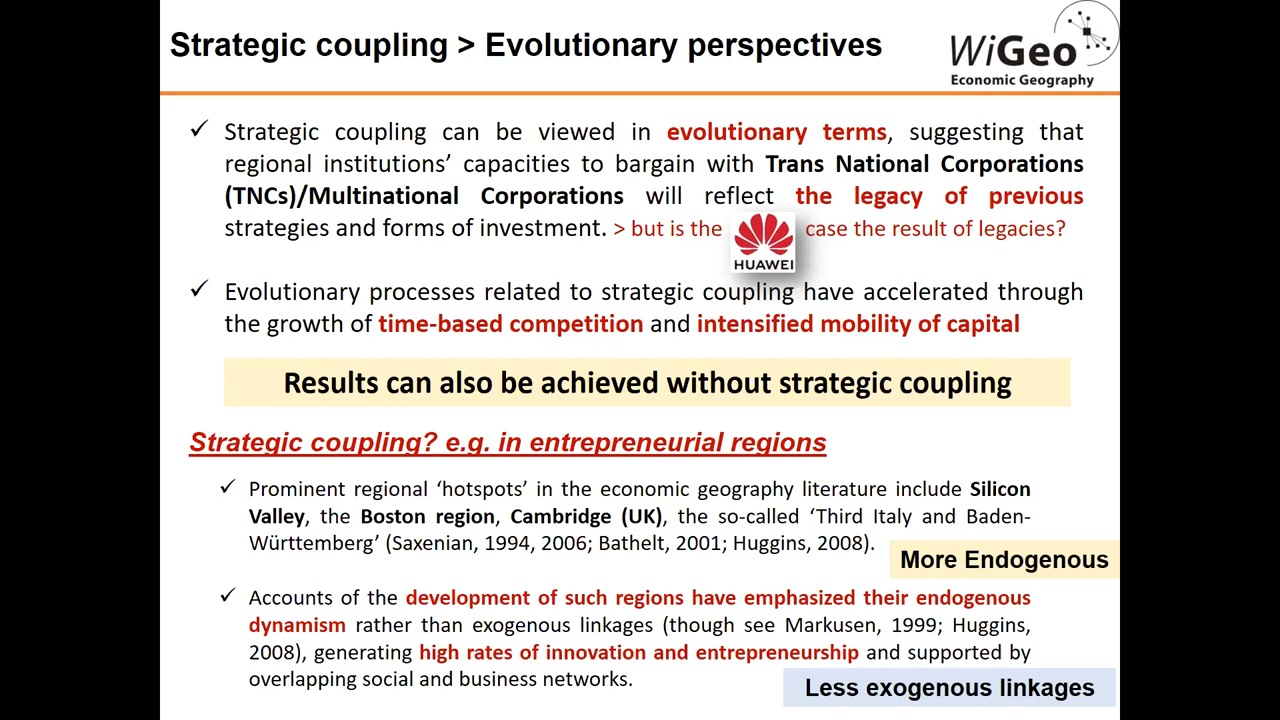 Strategic coupling > Evolutionary perspectives
WiGeo
Economic Geography
✓ Strategic coupling can be viewed in evolutionary terms, suggesting that
regional institutions’ capacities to bargain with Trans National Corporations
(TNCs)/Multinational Corporations will reflect the legacy of previous
strategies and forms of investment. > but is the HUAWEI case the result of legacies?
✓ Evolutionary processes related to strategic coupling have accelerated through
the growth of time-based competition and intensified mobility of capital
Results can also be achieved without strategic coupling
Strategic coupling? e.g. in entrepreneurial regions
✓ Prominent regional ‘hotspots’ in the economic geography literature include Silicon
Valley, the Boston region, Cambridge (UK), the so-called ‘Third Italy and Baden-
Württemberg’ (Saxenian, 1994, 2006; Bathelt, 2001; Huggins, 2008).
More Endogenous
✓ Accounts of the development of such regions have emphasized their endogenous
dynamism rather than exogenous linkages (though see Markusen, 1999; Huggins,
2008), generating high rates of innovation and entrepreneurship and supported by
overlapping social and business networks.
Less exogenous linkages